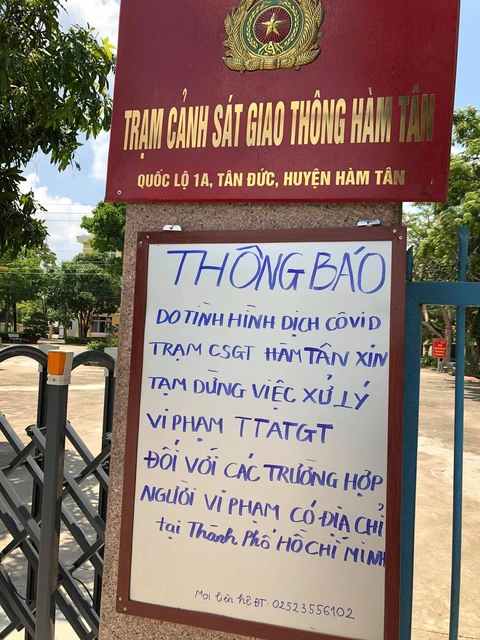 TRẠM CẢNH SÁT GIAO THÔNG HÀM TÂN
QUỐC LỘ 1A, TÂN ĐỨC, HUYỆN HÀM TÂN
THÔNG BÁO
DO TÌNH HÌNH DỊCH COVID
TRẠM CSGT HÀM TÂN XIN
TẠM DỪNG VIỆC XỬ LÝ
VI PHẠM TTATGT
ĐỐI VỚI CÁC TRƯỜNG HỢP
NGƯỜI VI PHẠM CÓ ĐỊA CHỈ
tại Thành Phố HỒ CHÍ MINH
Mọi liên hệ ĐT: 02523556102